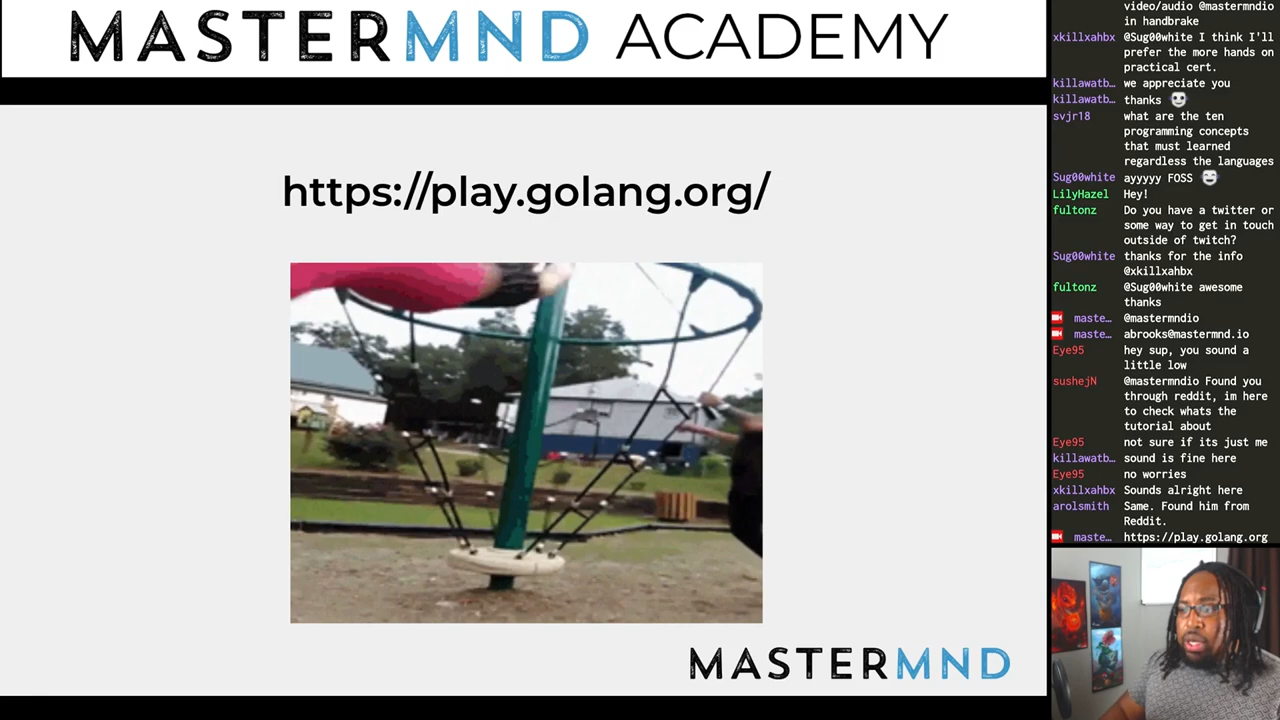 MASTERMND ACADEMY
https://play.golang.org/
MASTERMND
video/audio @mastermndio
in handbrake
xkillxahbx @Sug00white I think I'll
prefer the more hands on
practical cert.
killawatb… we appreciate you
killawatb… thanks
svjr18 what are the ten
programming concepts
that must learned
regardless the languages
Sug00white ayyyyy FOSS
LilyHazel Hey!
fultonz Do you have a twitter or
some way to get in touch
outside of twitch?
Sug00white thanks for the info
@xkillxahbx
fultonz @Sug00white awesome
thanks
maste… @mastermndio
maste… abrooks@mastermnd.io
Eye95 hey sup, you sound a
little low
sushejN @mastermndio Found you
through reddit, im here
to check whats the
tutorial about
Eye95 not sure if its just me
killawatb… sound is fine here
Eye95 no worries
xkillxahbx Sounds alright here
arolsmith Same. Found him from
Reddit.
maste… https://play.golang.org